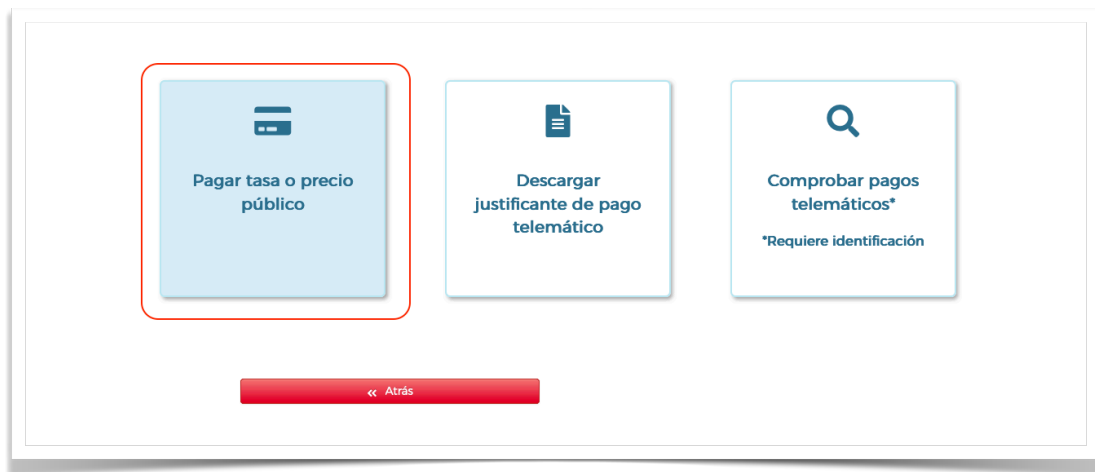 Pagar tasa o precio
público
Descargar
justificante de pago
telemático
Comprobar pagos
telemáticos*
*Requiere identificación
« Atrás